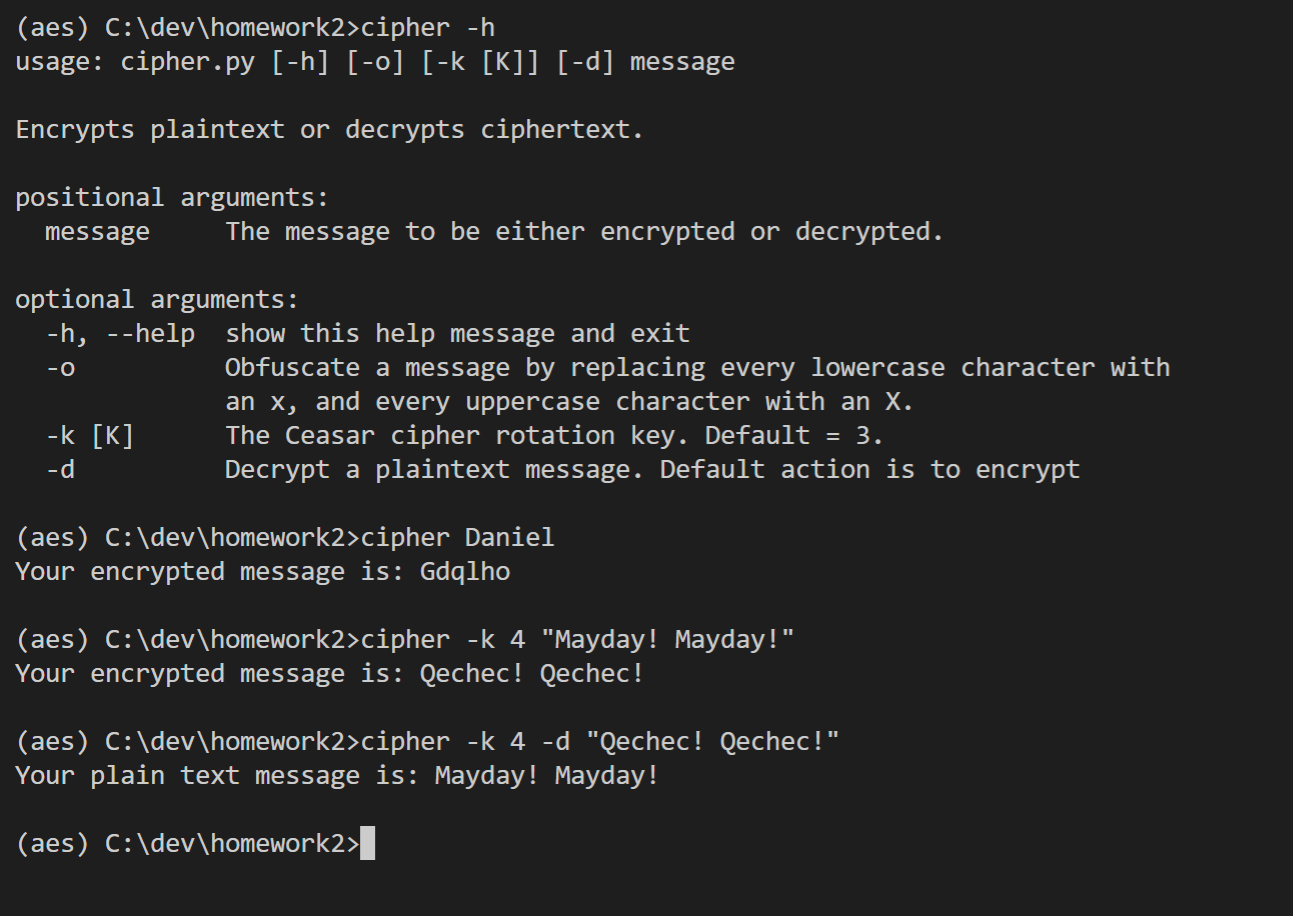 (aes) C:\dev\homework2>cipher -h
usage: cipher.py [-h] [-o] [-k [K]] [-d] message
Encrypts plaintext or decrypts ciphertext.
positional arguments:
  message     The message to be either encrypted or decrypted.
optional arguments:
  -h, --help  show this help message and exit
  -o          Obfuscate a message by replacing every lowercase character with
              an x, and every uppercase character with an X.
  -k [K]      The Ceasar cipher rotation key. Default = 3.
  -d          Decrypt a plaintext message. Default action is to encrypt
(aes) C:\dev\homework2>cipher Daniel
Your encrypted message is: Gdqlho
(aes) C:\dev\homework2>cipher -k 4 "Mayday! Mayday!"
Your encrypted message is: Qechec! Qechec!
(aes) C:\dev\homework2>cipher -k 4 -d "Qechec! Qechec!"
Your plain text message is: Mayday! Mayday!
(aes) C:\dev\homework2>